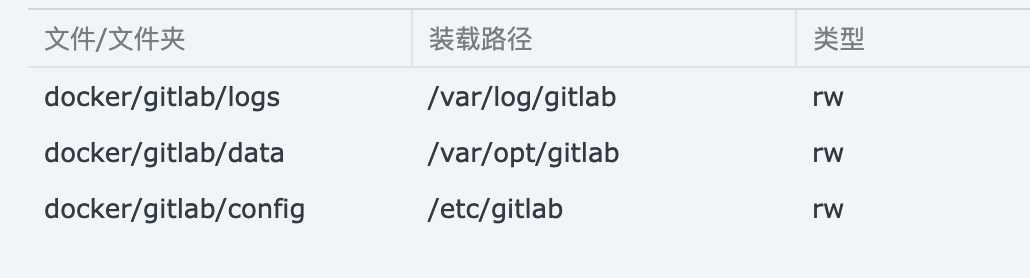 文件/文件夹 装载路径 类型
docker/gitlab/logs /var/log/gitlab rw
docker/gitlab/data /var/opt/gitlab rw
docker/gitlab/config /etc/gitlab rw